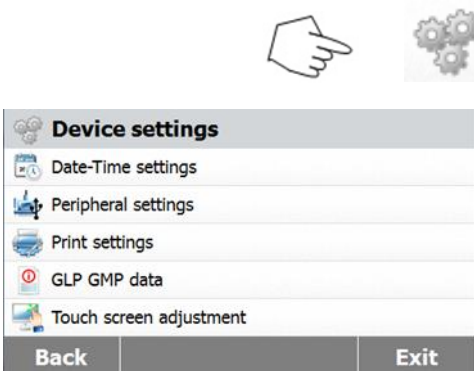 Device settings
Date-Time settings
Peripheral settings
Print settings
GLP GMP data
Touch screen adjustment
Back Exit